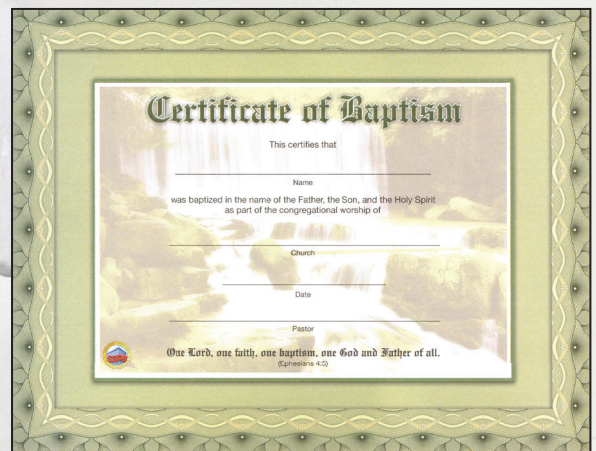 Certificate of Baptism
This certifies that
Name
was baptized in the name of the Father, the Son, and the Holy Spirit
as part of the congregational worship of
Church
Date
Pastor
One Lord, one faith, one baptism, one God and Father of all.
(Ephesians 4:5)